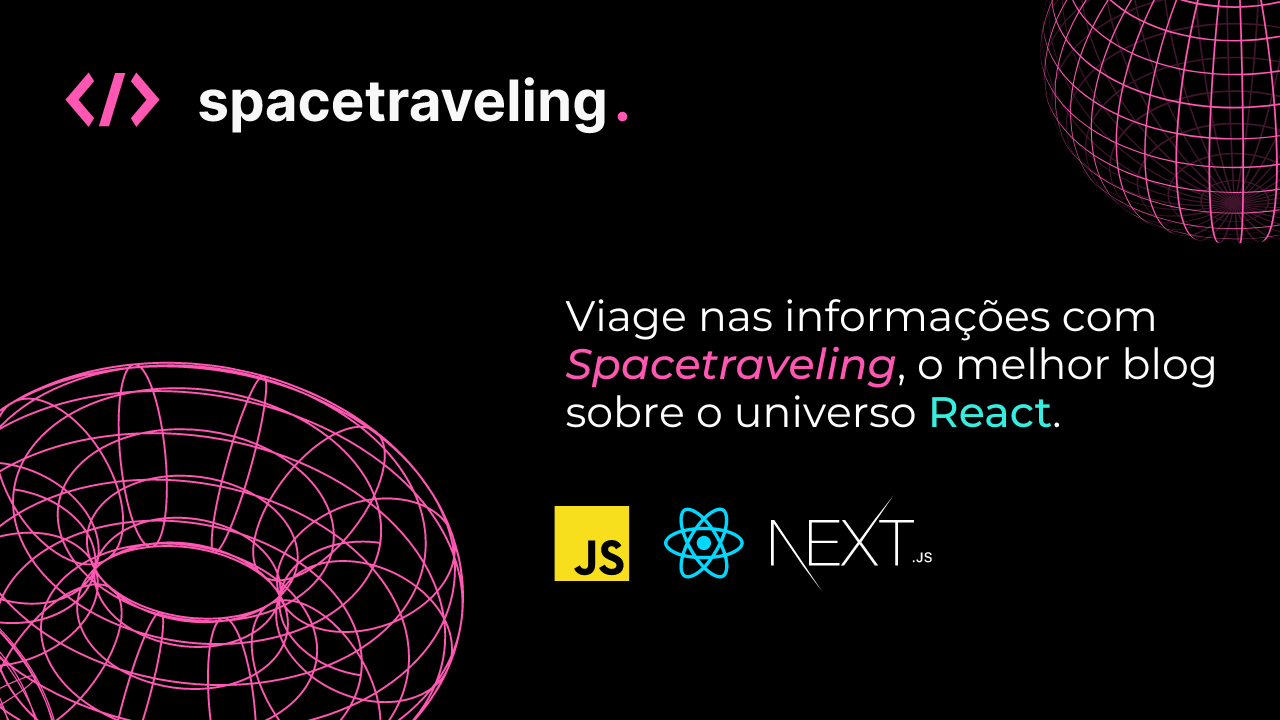 </> spacetraveling.
Viage nas informações com
Spacetraveling, o melhor blog
sobre o universo React.
JS
NEXT.JS